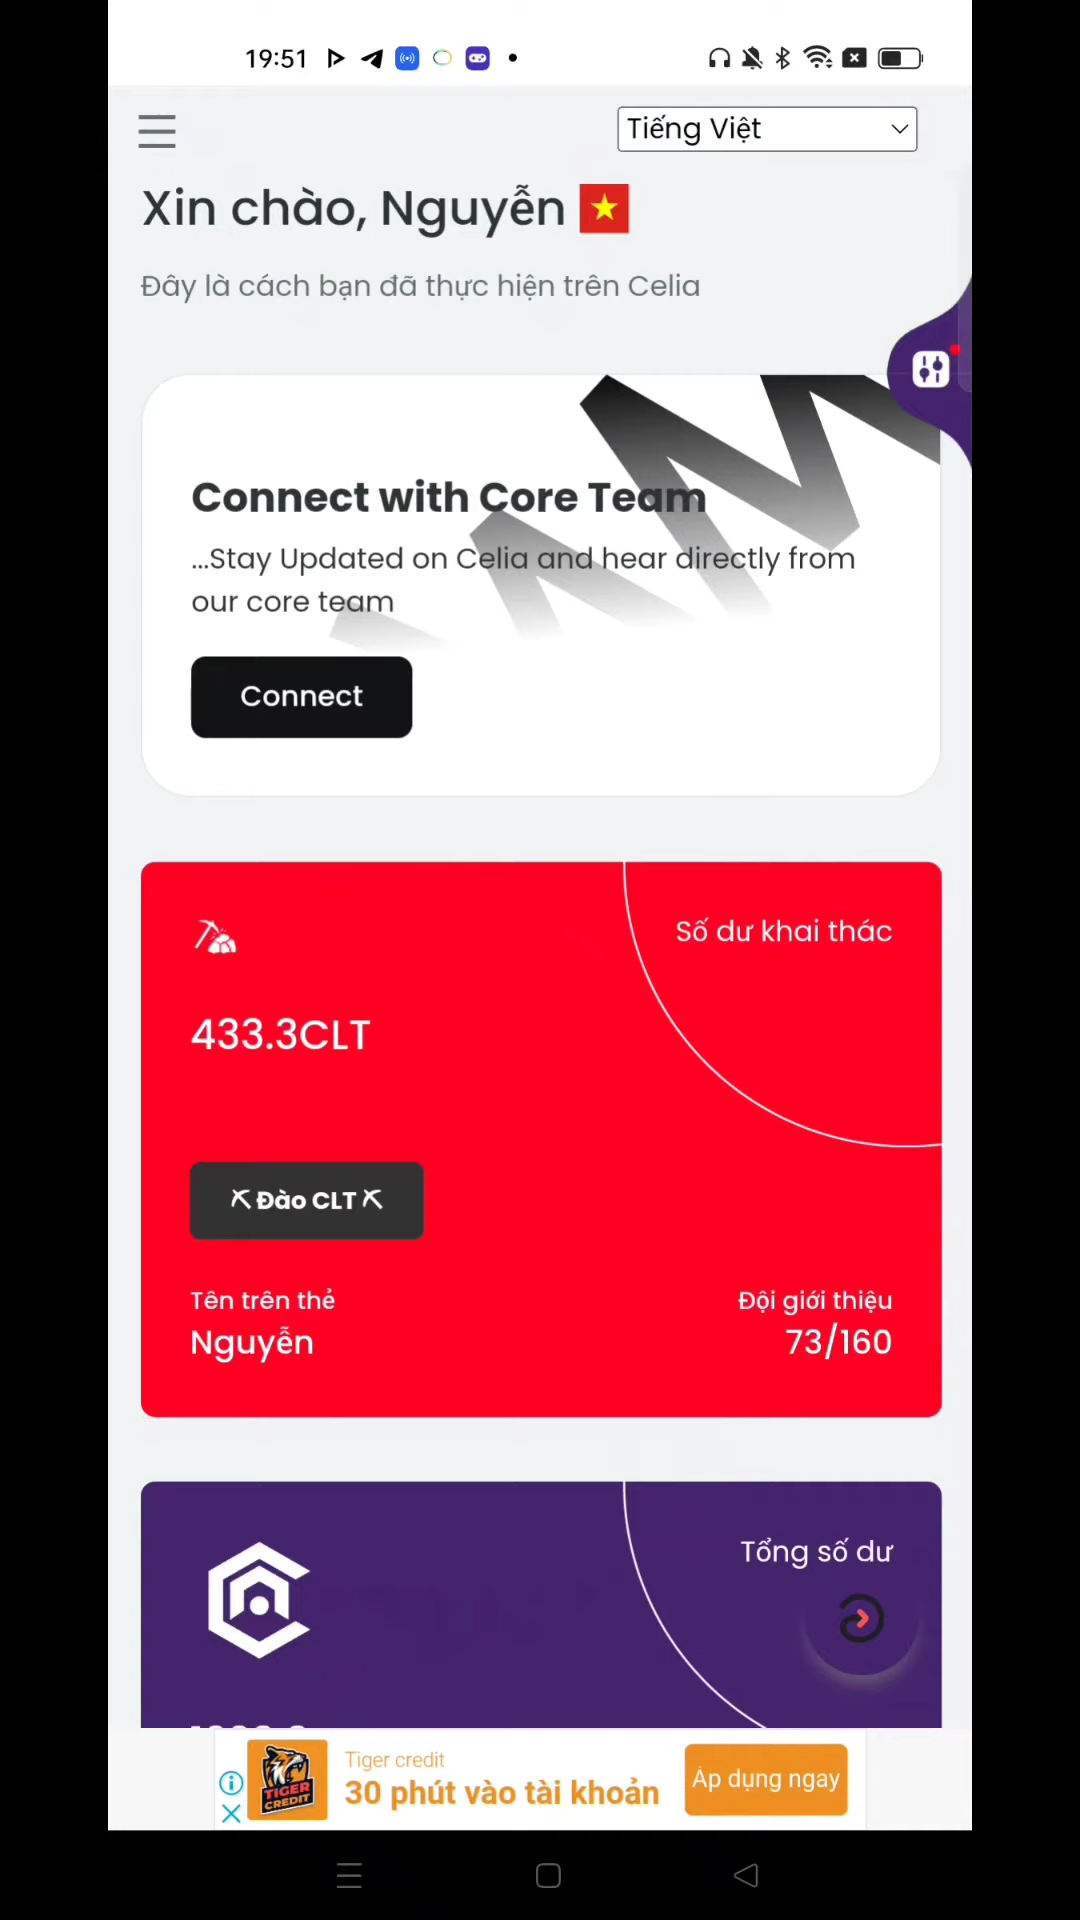 19:51
Tiếng Việt
Xin chào, Nguyễn
Đây là cách bạn đã thực hiện trên Celia
Connect with Core Team
...Stay Updated on Celia and hear directly from
our core team
Connect
Số dư khai thác
433.3CLT
Đào CLT
Tên trên thẻ
Đội giới thiệu
Nguyễn
73/160
Tổng số dư
Tiger credit
30 phút vào tài khoản
TIGER
CREDIT
Áp dụng ngay